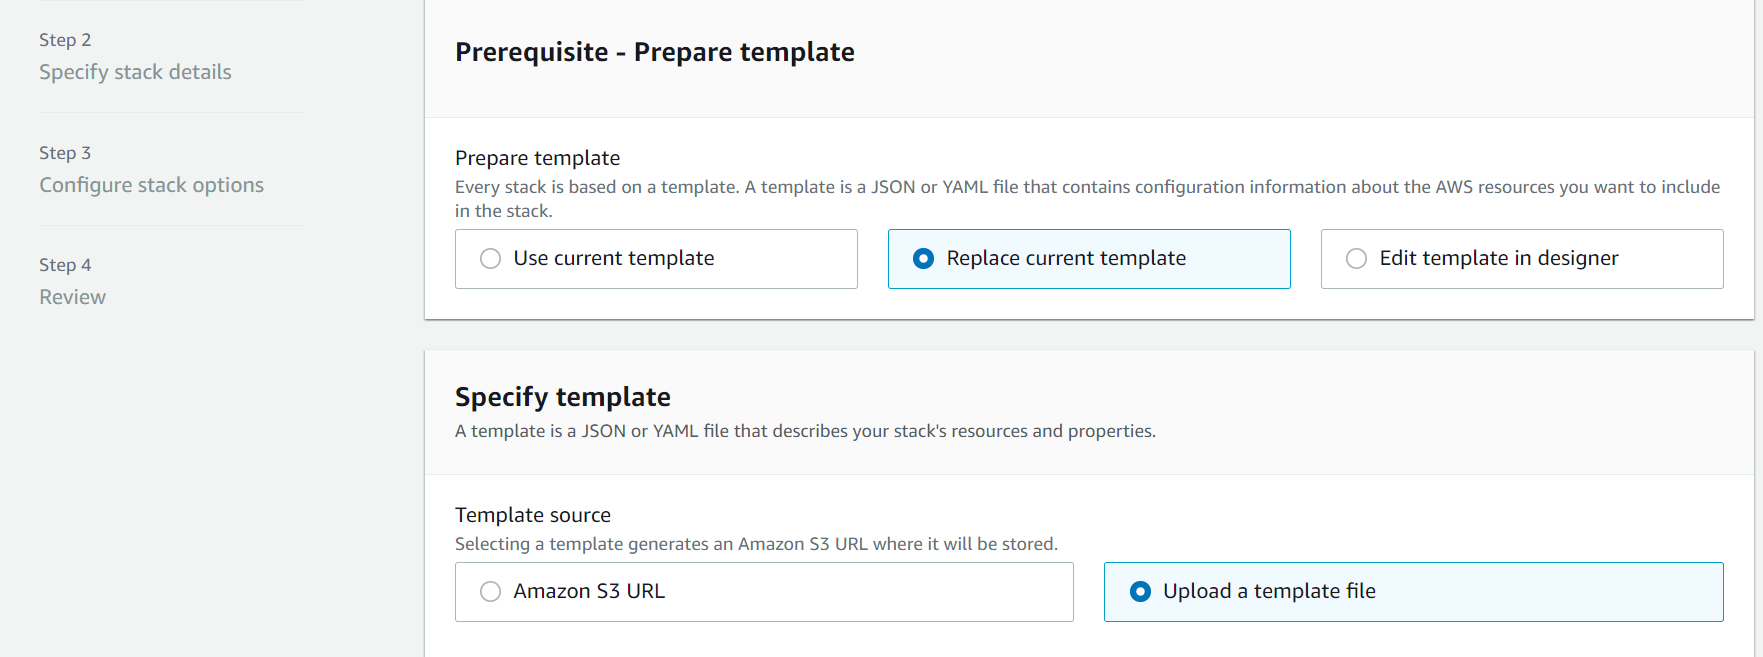 Step 2
Specify stack details
Step 3
Configure stack options
Step 4
Review
Prerequisite - Prepare template
Prepare template
Every stack is based on a template. A template is a JSON or YAML file that contains configuration information about the AWS resources you want to include
in the stack.
Use current template
Replace current template
Edit template in designer
Specify template
A template is a JSON or YAML file that describes your stack's resources and properties.
Template source
Selecting a template generates an Amazon S3 URL where it will be stored.
Amazon S3 URL
Upload a template file